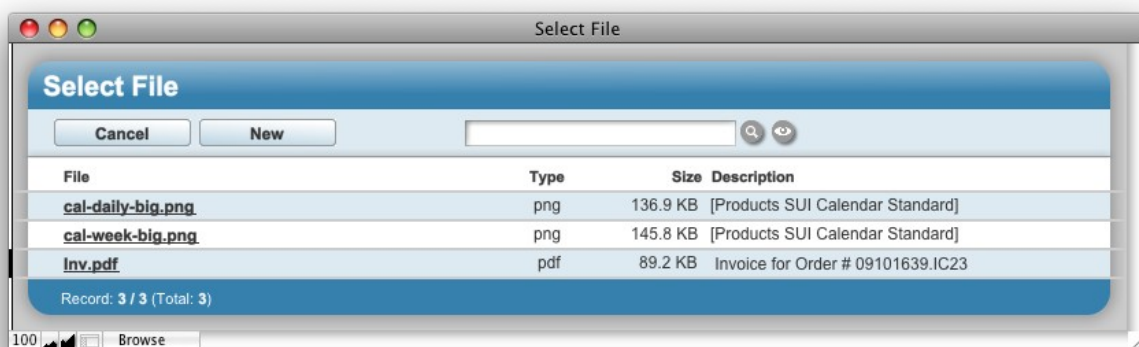 Select File
Select File
Cancel New
File Type Size Description
cal-daily-big.png png 136.9 KB [Products SUI Calendar Standard]
cal-week-big.png png 145.8 KB [Products SUI Calendar Standard]
Inv.pdf pdf 89.2 KB Invoice for Order # 09101639.IC23
Record: 3 / 3 (Total: 3)
100 Browse